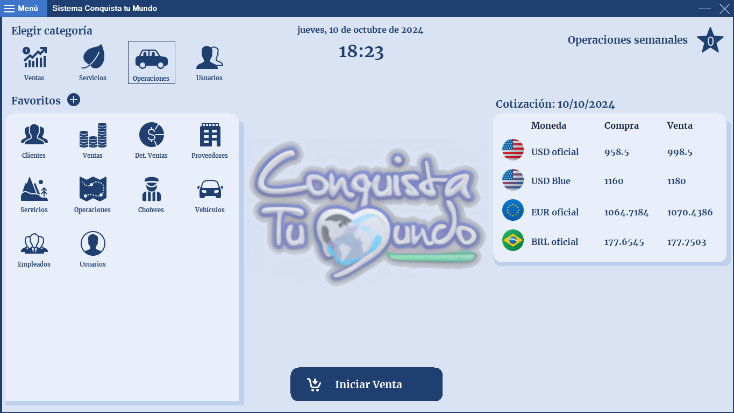 Menú
Sistema Conquista tu Mundo
Elegir categoría
Ventas
Servicios
Operaciones
Usuarios
jueves, 10 de octubre de 2024
18:23
Operaciones semanales
0
Favoritos
Clientes
Ventas
Det. Ventas
Proveedores
Servicios
Operaciones
Choferes
Vehículos
Empleados
Usuarios
Conquista
Tu Mundo
Cotización: 10/10/2024
Moneda Compra Venta
USD oficial 958.5 998.5
USD Blue 1160 1180
EUR oficial 1064.7184 1070.4386
BRL oficial 177.6545 177.7503
Iniciar Venta